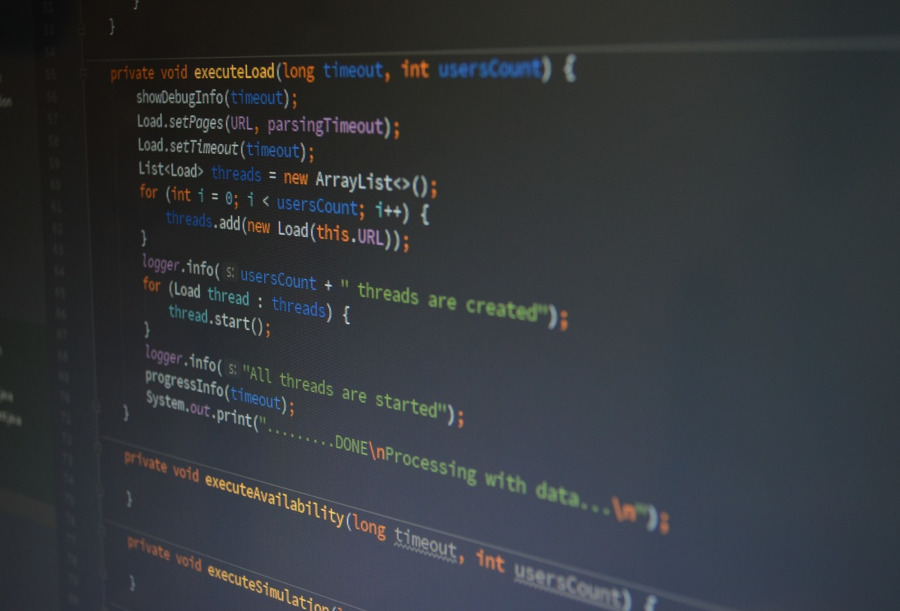 }
}
private void executeLoad(long timeout, int usersCount) {
showDebugInfo(timeout);
Load.setPages(URL, parsingTimeout);
Load.setTimeout(timeout);
List<Load> threads = new ArrayList<>();
for (int i = 0; i < usersCount; i++) {
threads.add(new Load(this.URL));
}
logger.info( s: usersCount + " threads are created");
for (Load thread : threads) {
thread.start();
}
logger.info( s: "All threads are started");
progressInfo(timeout);
System.out.print(".........DONE\nProcessing with data...\n");
}
private void executeAvailability(long timeout, int usersCount) {
}
private void executeSimulation(
}